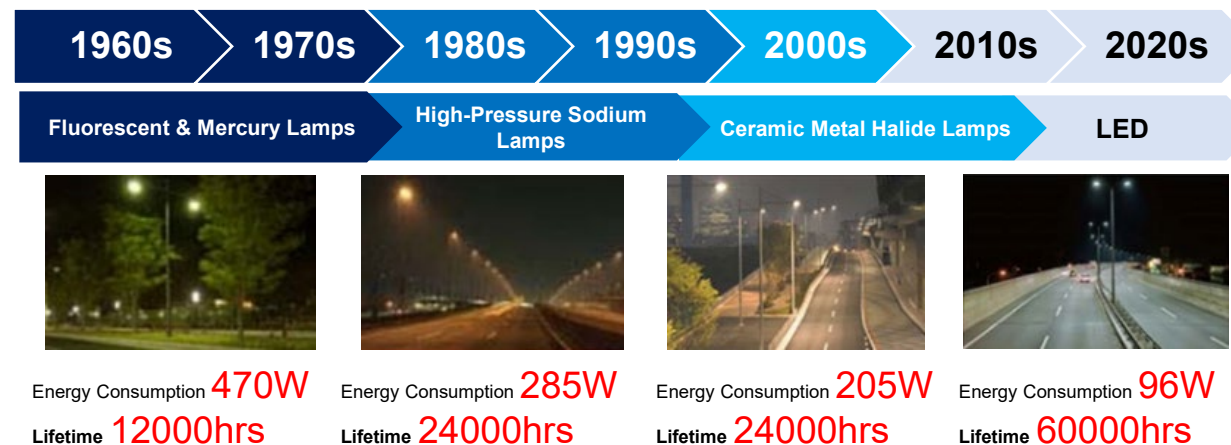 1960s 1970s 1980s 1990s 2000s 2010s 2020s
Fluorescent & Mercury Lamps
High-Pressure Sodium
Lamps
Ceramic Metal Halide Lamps
LED
Energy Consumption 470W
Lifetime 12000hrs
Energy Consumption 285W
Lifetime 24000hrs
Energy Consumption 205W
Lifetime 24000hrs
Energy Consumption 96W
Lifetime 60000hrs